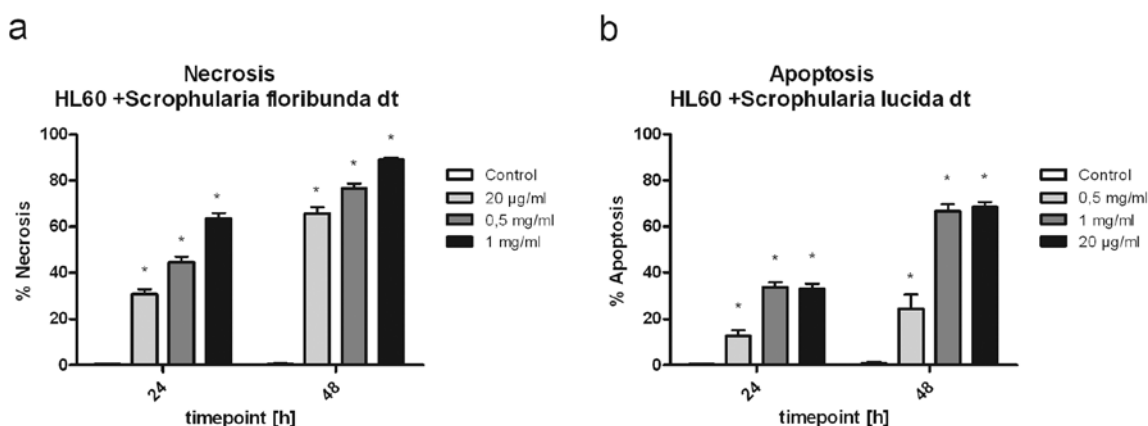 a
Necrosis
HL60 +Scrophularia floribunda dt
% Necrosis
100
80
60
40
20
0
* * * * * *
24
48
timepoint [h]
Control
20 µg/ml
0,5 mg/ml
1 mg/ml
b
Apoptosis
HL60 +Scrophularia lucida dt
% Apoptosis
100
80
60
40
20
0
* * * * * *
24
48
timepoint [h]
Control
0,5 mg/ml
1 mg/ml
20 µg/ml